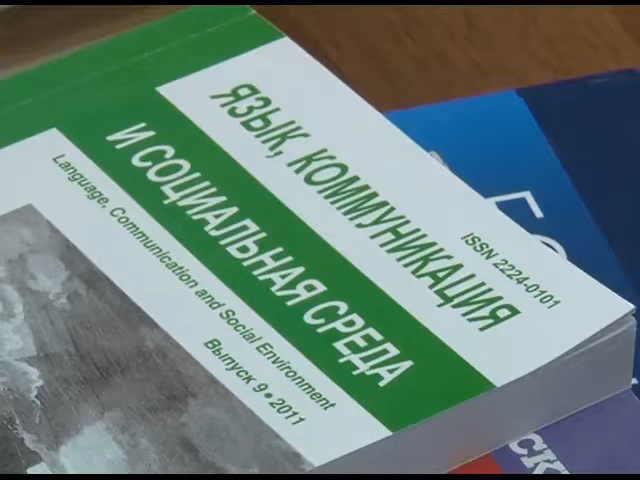 ISSN 2224-0101
ЯЗЫК, КОММУНИКАЦИЯ
И СОЦИАЛЬНАЯ СРЕДА
Language, Communication and Social Environment
Выпуск 9 • 2011